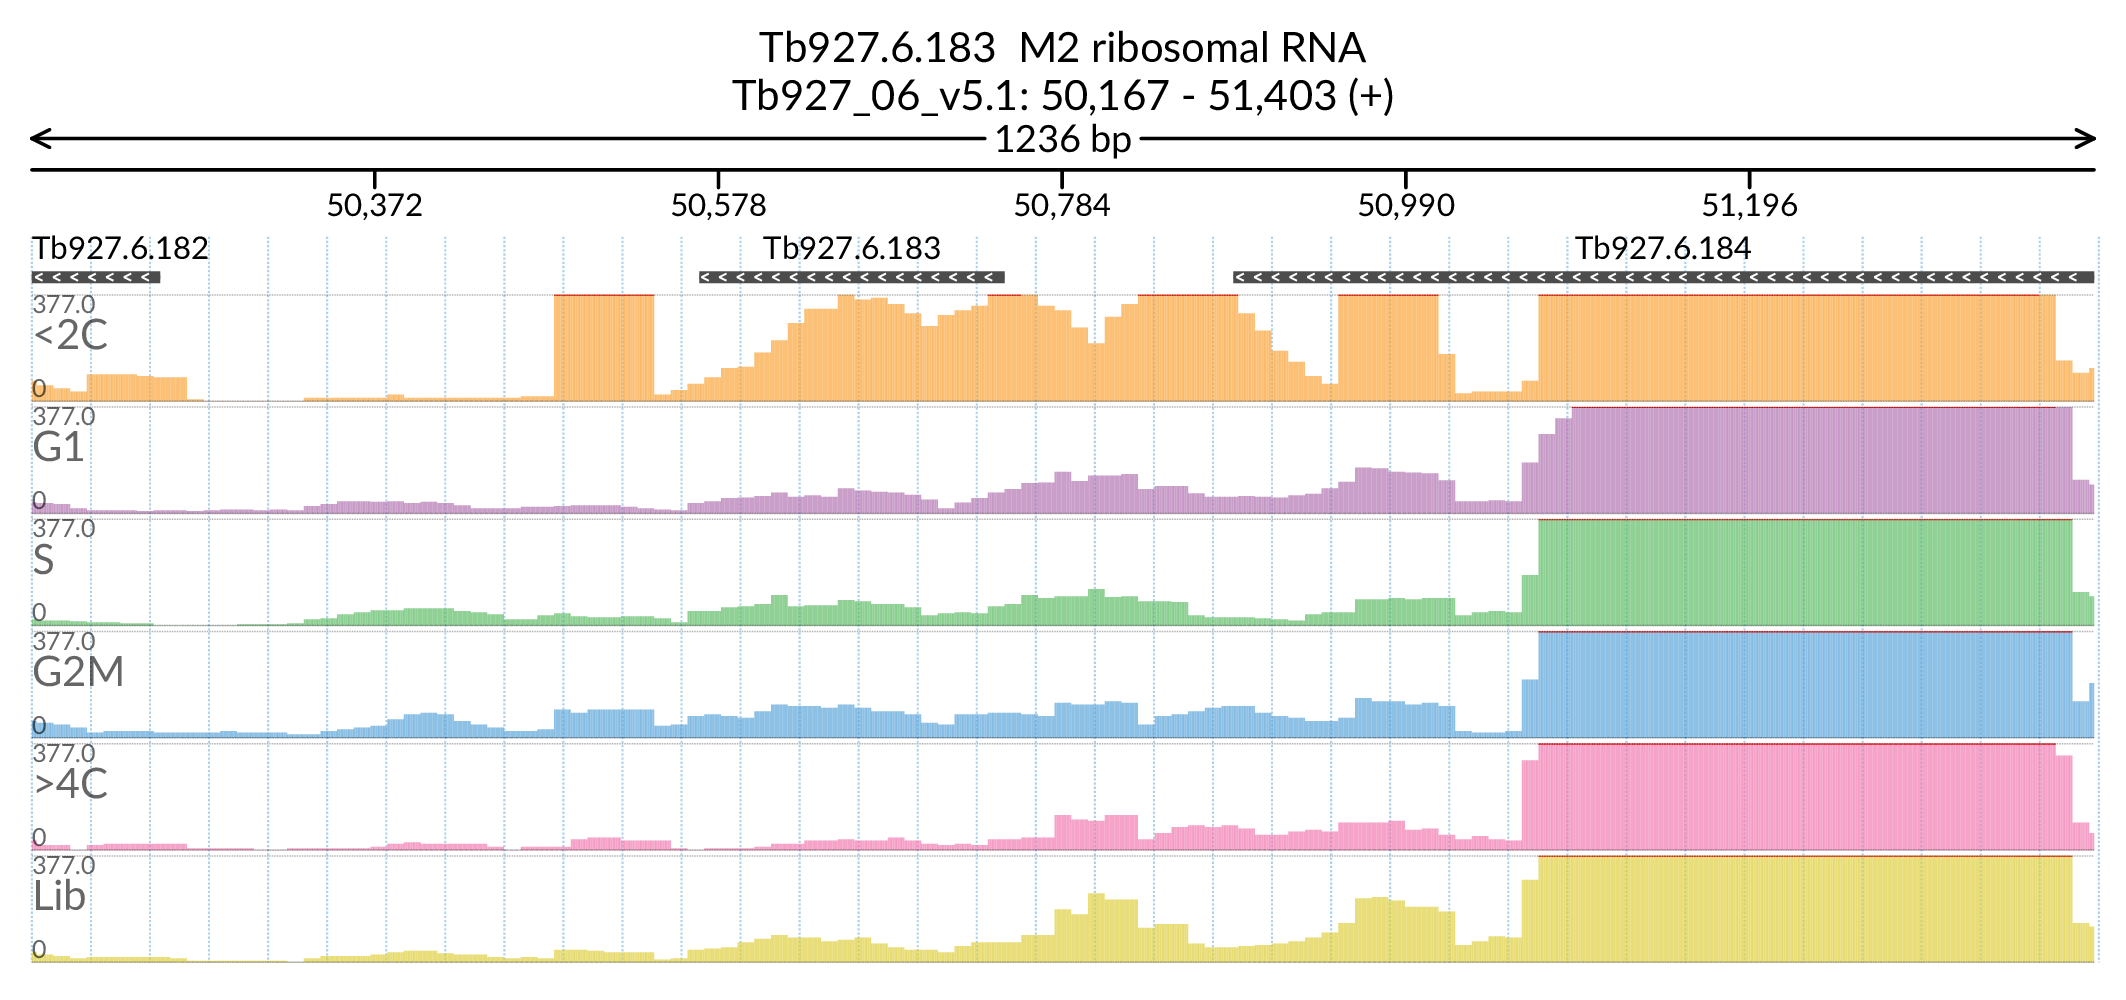 Tb927.6.183 M2 ribosomal RNA
Tb927_06_v5.1: 50,167 - 51,403 (+)
1236 bp
50,372 50,578 50,784 50,990 51,196
Tb927.6.182 Tb927.6.183 Tb927.6.184
377.0
<2C
0
377.0
G1
0
377.0
S
0
377.0
G2M
0
377.0
>4C
0
377.0
Lib
0